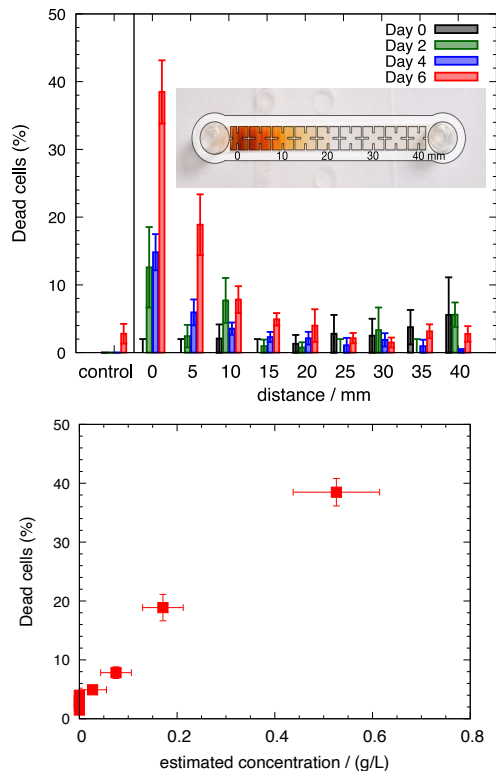 Dead cells (%)
50
40
30
20
10
0
Day 0
Day 2
Day 4
Day 6
0 10 20 30 40 mm
control 0 5 10 15 20 25 30 35 40
distance / mm
Dead cells (%)
50
40
30
20
10
0
0 0.2 0.4 0.6 0.8
estimated concentration / (g/L)